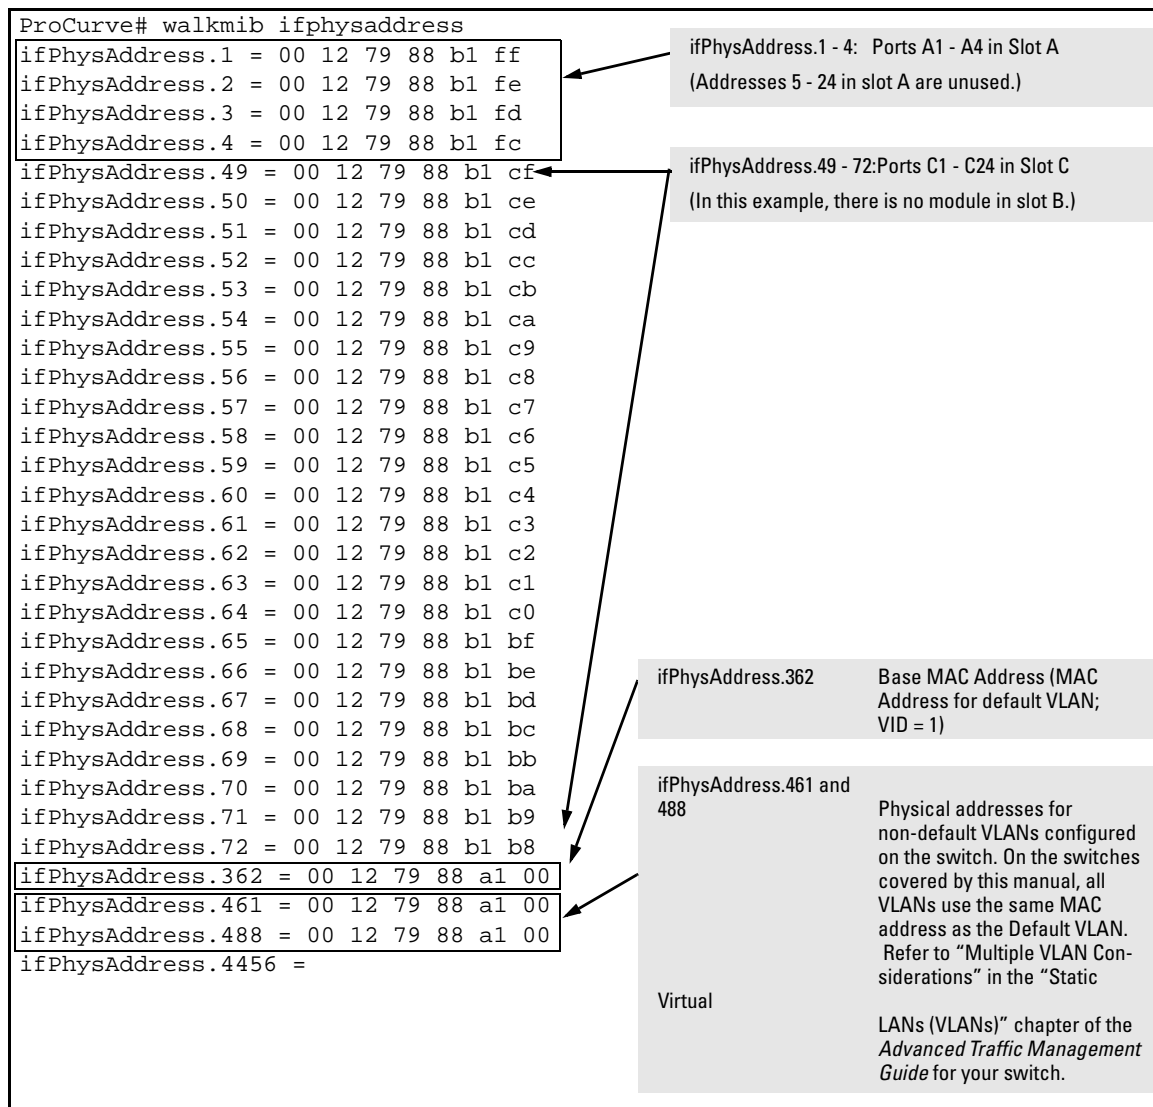 ProCurve# walkmib ifphysaddress
ifPhysAddress.1 = 00 12 79 88 b1 ff
ifPhysAddress.2 = 00 12 79 88 b1 fe
ifPhysAddress.3 = 00 12 79 88 b1 fd
ifPhysAddress.4 = 00 12 79 88 b1 fc
ifPhysAddress.49 = 00 12 79 88 b1 cf
ifPhysAddress.50 = 00 12 79 88 b1 ce
ifPhysAddress.51 = 00 12 79 88 b1 cd
ifPhysAddress.52 = 00 12 79 88 b1 cc
ifPhysAddress.53 = 00 12 79 88 b1 cb
ifPhysAddress.54 = 00 12 79 88 b1 ca
ifPhysAddress.55 = 00 12 79 88 b1 c9
ifPhysAddress.56 = 00 12 79 88 b1 c8
ifPhysAddress.57 = 00 12 79 88 b1 c7
ifPhysAddress.58 = 00 12 79 88 b1 c6
ifPhysAddress.59 = 00 12 79 88 b1 c5
ifPhysAddress.60 = 00 12 79 88 b1 c4
ifPhysAddress.61 = 00 12 79 88 b1 c3
ifPhysAddress.62 = 00 12 79 88 b1 c2
ifPhysAddress.63 = 00 12 79 88 b1 c1
ifPhysAddress.64 = 00 12 79 88 b1 c0
ifPhysAddress.65 = 00 12 79 88 b1 bf
ifPhysAddress.66 = 00 12 79 88 b1 be
ifPhysAddress.67 = 00 12 79 88 b1 bd
ifPhysAddress.68 = 00 12 79 88 b1 bc
ifPhysAddress.69 = 00 12 79 88 b1 bb
ifPhysAddress.70 = 00 12 79 88 b1 ba
ifPhysAddress.71 = 00 12 79 88 b1 b9
ifPhysAddress.72 = 00 12 79 88 b1 b8
ifPhysAddress.362 = 00 12 79 88 a1 00
ifPhysAddress.461 = 00 12 79 88 a1 00
ifPhysAddress.488 = 00 12 79 88 a1 00
ifPhysAddress.4456 =
ifPhysAddress.1 - 4: Ports A1 - A4 in Slot A
(Addresses 5 - 24 in slot A are unused.)
ifPhysAddress.49 - 72:Ports C1 - C24 in Slot C
(In this example, there is no module in slot B.)
ifPhysAddress.362 Base MAC Address (MAC
Address for default VLAN;
VID = 1)
ifPhysAddress.461 and
488 Physical addresses for
non-default VLANs configured
on the switch. On the switches
covered by this manual, all
VLANs use the same MAC
address as the Default VLAN.
Refer to “Multiple VLAN Con-
siderations” in the “Static
Virtual
LANs (VLANs)” chapter of the
Advanced Traffic Management
Guide for your switch.